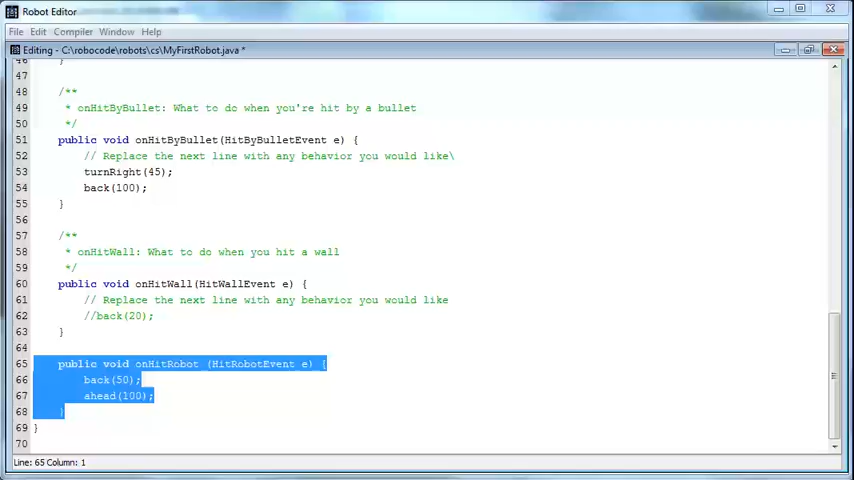 Robot Editor
File Edit Compiler Window Help
Editing - C:\robocode\robots\cs\MyFirstRobot.java *
46 }
47
48 /**
49 * onHitByBullet: What to do when you're hit by a bullet
50 */
51 public void onHitByBullet(HitByBulletEvent e) {
52 // Replace the next line with any behavior you would like\
53 turnRight(45);
54 back(100);
55 }
56
57 /**
58 * onHitWall: What to do when you hit a wall
59 */
60 public void onHitWall(HitWallEvent e) {
61 // Replace the next line with any behavior you would like
62 //back(20);
63 }
64
65 public void onHitRobot (HitRobotEvent e) {
66 back(50);
67 ahead(100);
68 }
69 }
70
Line: 65 Column: 1